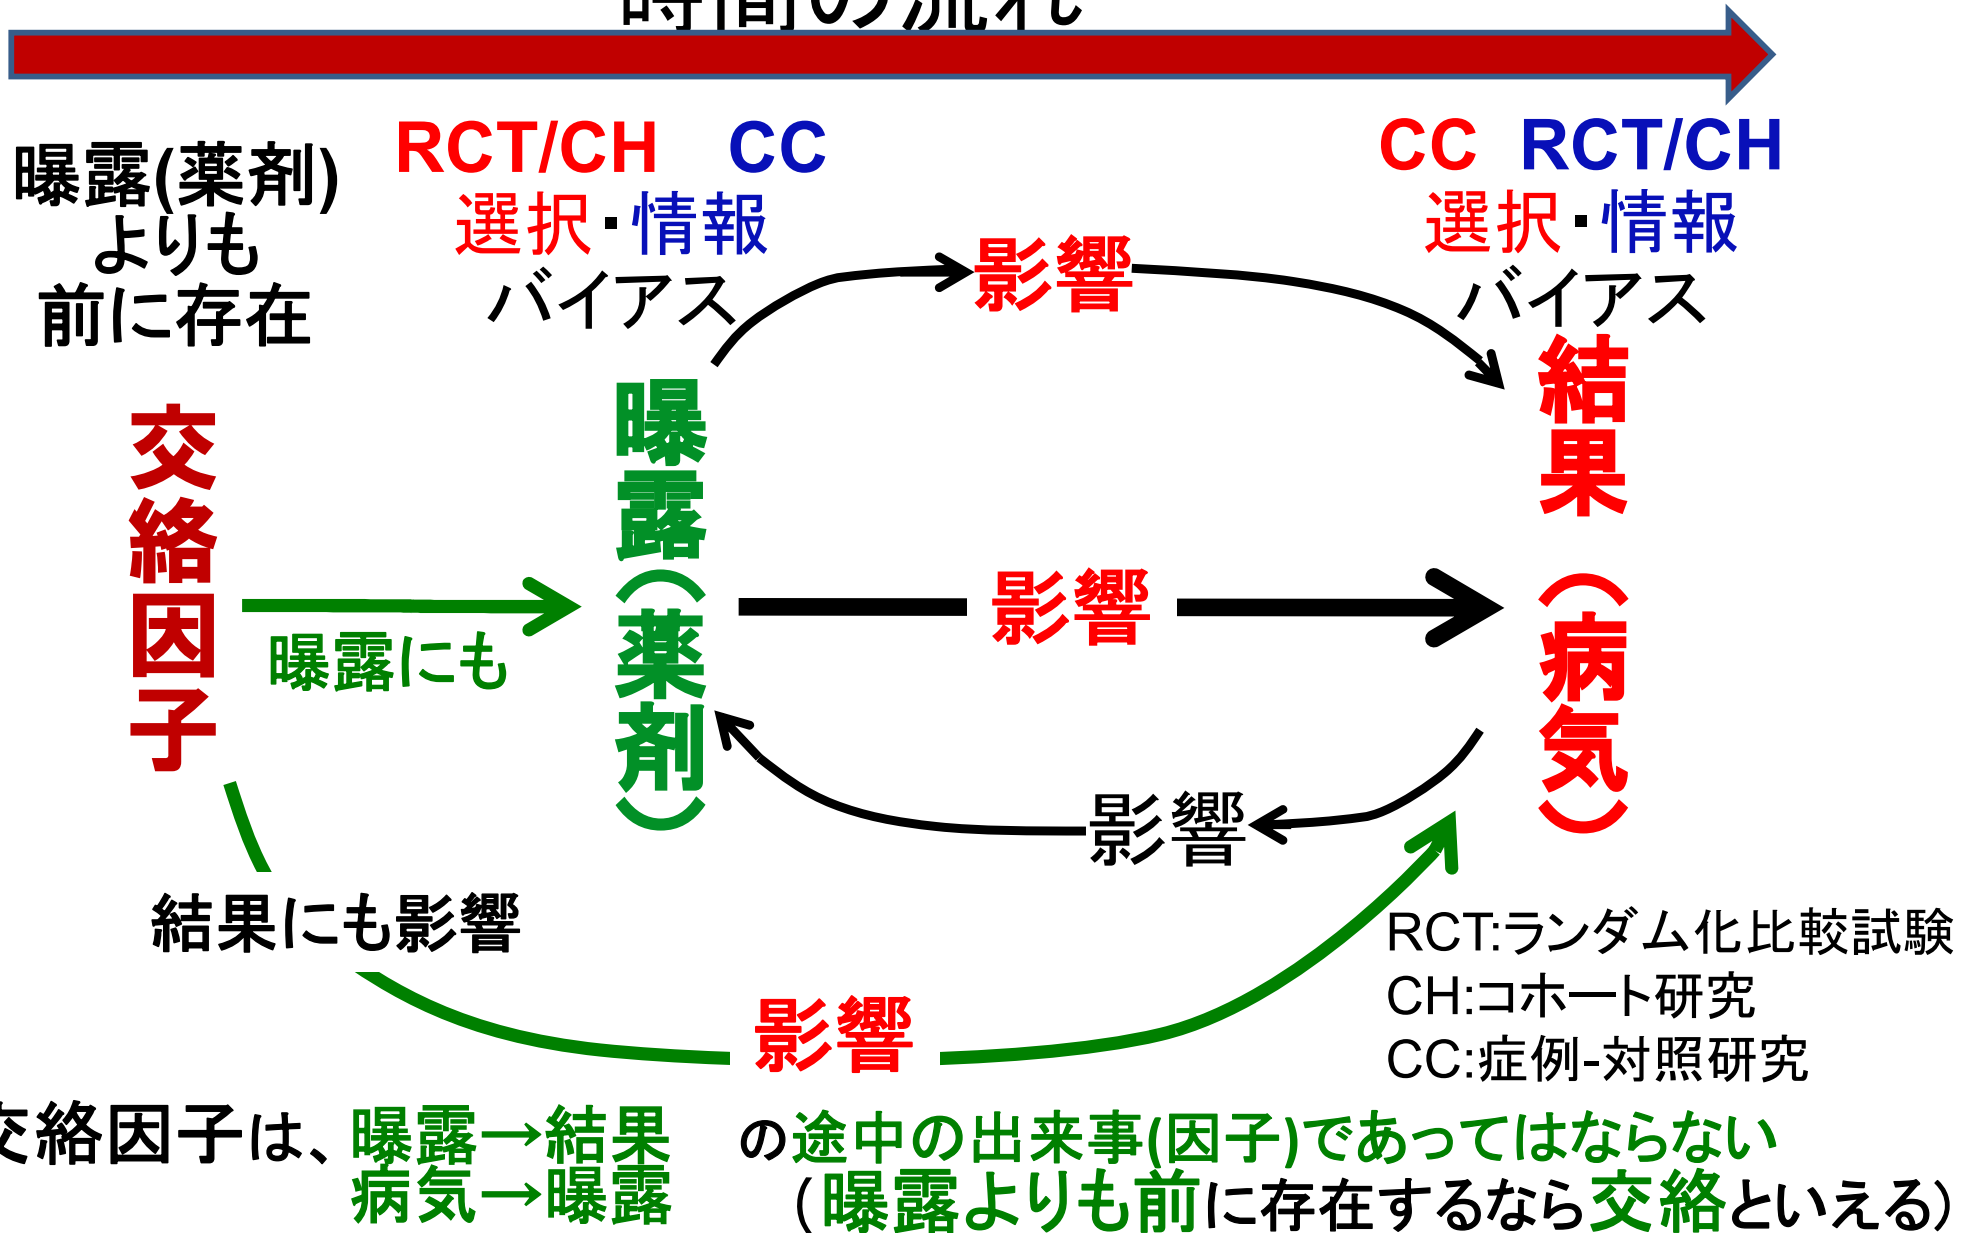 時間の流れ
曝露(薬剤)
よりも
前に存在
RCT/CH CC
選択・情報
バイアス
CC RCT/CH
選択・情報
バイアス
影響
交絡因子
曝露にも
曝露(薬剤)
影響
結果(病気)
影響
結果にも影響
影響
RCT:ランダム化比較試験
CH:コホート研究
CC:症例-対照研究
交絡因子は、曝露→結果 の途中の出来事(因子)であってはならない
病気→曝露 (曝露よりも前に存在するなら交絡といえる)